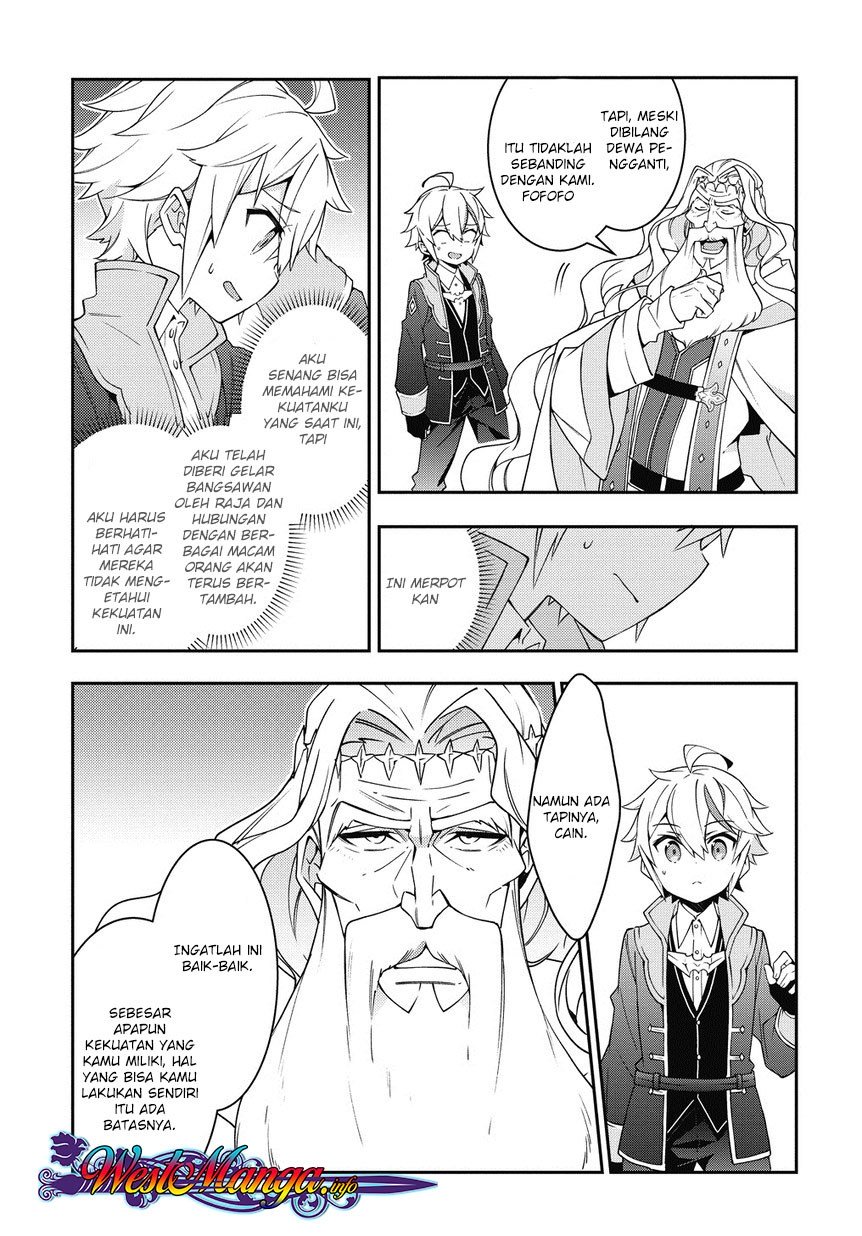 TAPI, MESKI
DIBILANG
DEWA PE-
NGGANTI,
ITU TIDAKLAH
SEBANDING
DENGAN KAMI.
FOFOFO
AKU
SENANG BISA
MEMAHAMI KE-
KUATANKU
YANG SAAT INI,
TAPI
AKU TELAH
DIBERI GELAR
BANGSAWAN
OLEH RAJA DAN
HUBUNGAN
DENGAN BER-
BAGAI MACAM
ORANG AKAN
TERUS BER-
TAMBAH.
AKU HARUS
BERHATI-
HATI AGAR
MEREKA
TIDAK MENG-
ETAHUI
KEKUATAN
INI.
INI MERPOT
KAN
NAMUN ADA
TAPINYA,
CAIN.
INGATLAH INI
BAIK-BAIK.
SEBESAR
APAPUN
KEKUATAN YANG
KAMU MILIKI, HAL
YANG BISA KAMU
LAKUKAN SENDIRI
ITU ADA
BATASNYA.
WestManga.info